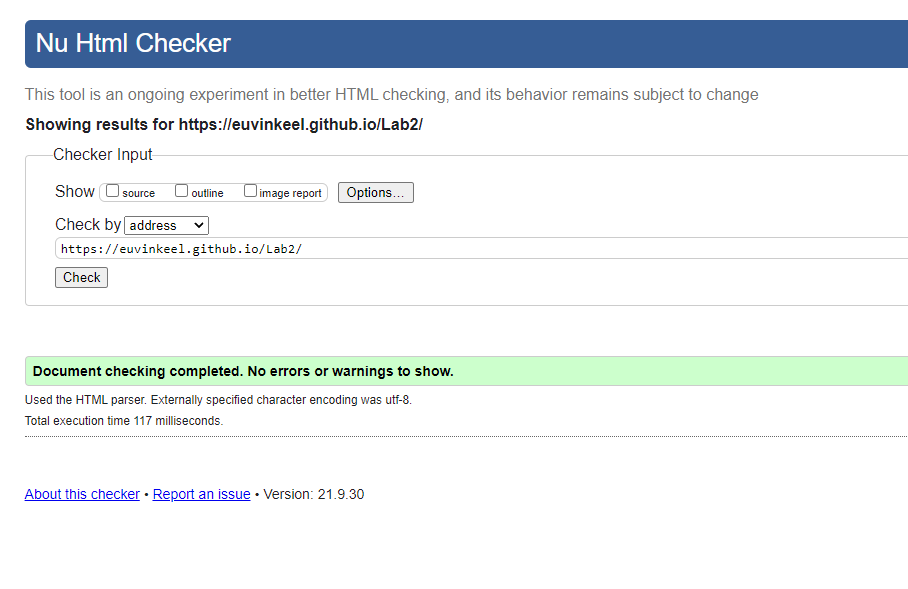 Nu Html Checker
This tool is an ongoing experiment in better HTML checking, and its behavior remains subject to change
Showing results for https://euvinkeel.github.io/Lab2/
Checker Input
Show source outline image report Options...
Check by address
https://euvinkeel.github.io/Lab2/
Check
Document checking completed. No errors or warnings to show.
Used the HTML parser. Externally specified character encoding was utf-8.
Total execution time 117 milliseconds.
About this checker • Report an issue • Version: 21.9.30